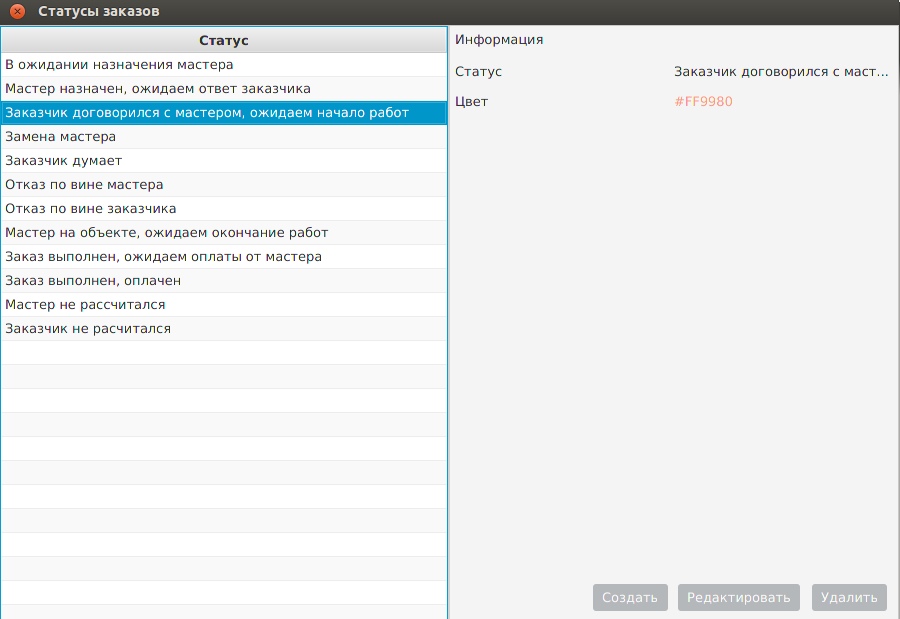 Статусы заказов
Статус
В ожидании назначения мастера
Мастер назначен, ожидаем ответ заказчика
Заказчик договорился с мастером, ожидаем начало работ
Замена мастера
Заказчик думает
Отказ по вине мастера
Отказ по вине заказчика
Мастер на объекте, ожидаем окончание работ
Заказ выполнен, ожидаем оплаты от мастера
Заказ выполнен, оплачен
Мастер не рассчитался
Заказчик не расчитался
Информация
Статус Заказчик договорился с маст...
Цвет #FF9980
Создать Редактировать Удалить